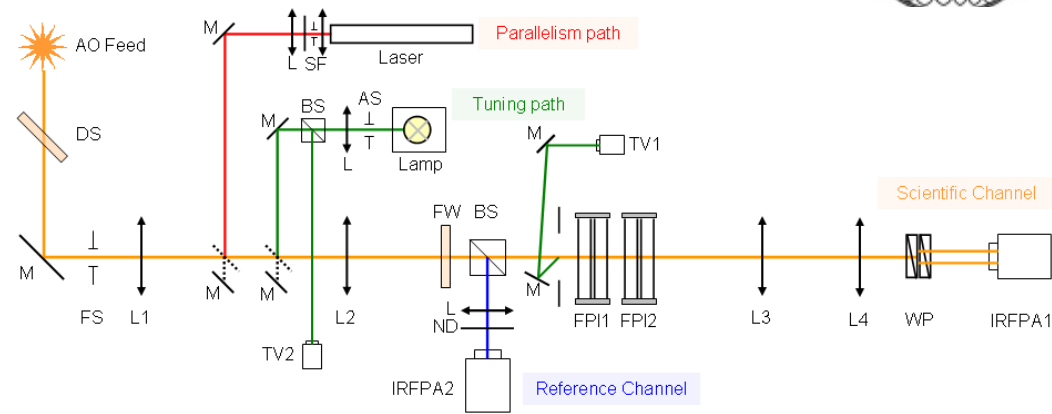 M
AO Feed
L
SF
Laser
Parallelism path
DS
BS
AS
M
L
Lamp
Tuning path
M
TV1
Scientific Channel
FW
BS
M
FS
L1
M
M
TV2
L2
L
ND
IRFPA2
Reference Channel
M
FPI1
FPI2
L3
L4
WP
IRFPA1